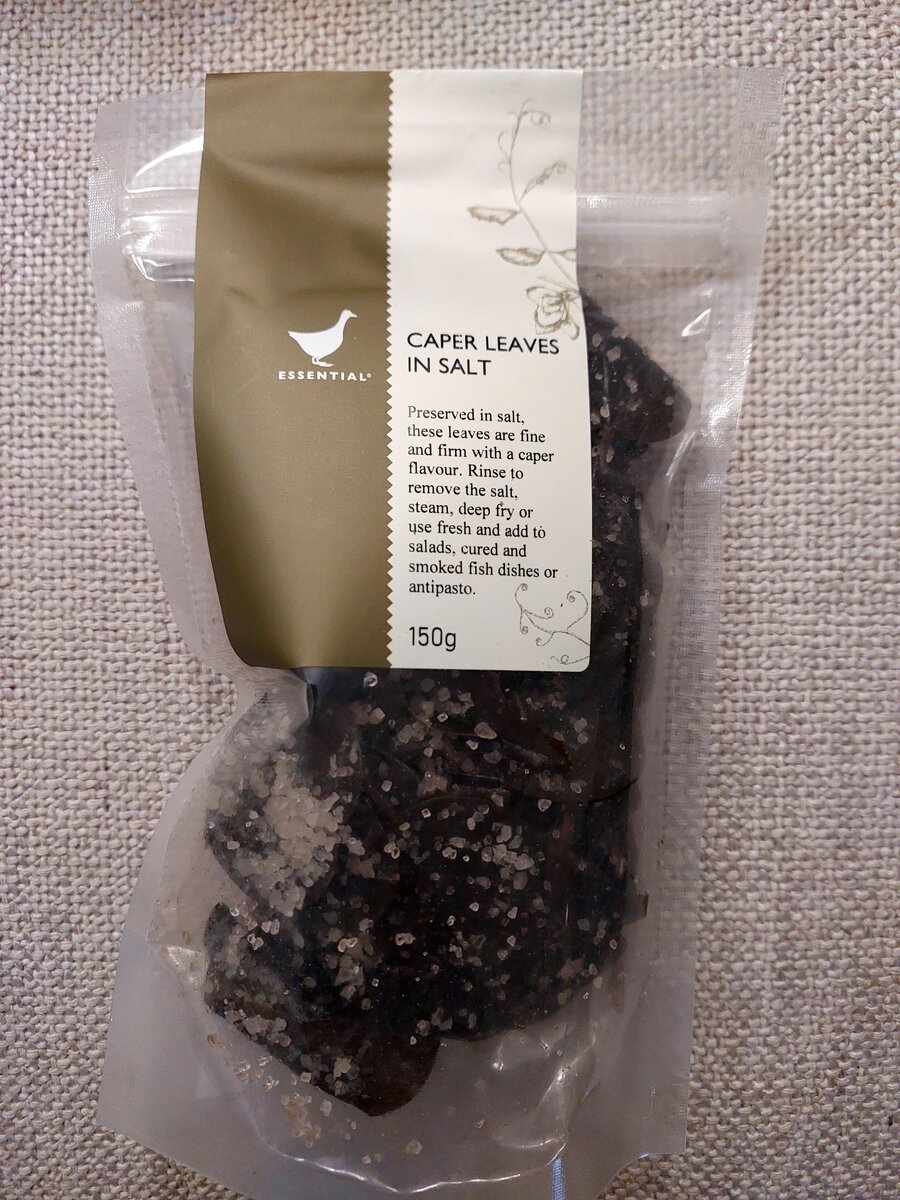 ESSENTIAL®
CAPER LEAVES
IN SALT
Preserved in salt,
these leaves are fine
and firm with a caper
flavour. Rinse to
remove the salt,
steam, deep fry or
use fresh and add to
salads, cured and
smoked fish dishes or
antipasto.
150g